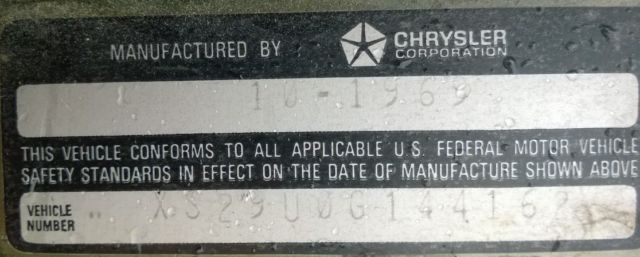 MANUFACTURED BY CHRYSLER CORPORATION
10-1969
THIS VEHICLE CONFORMS TO ALL APPLICABLE U.S. FEDERAL MOTOR VEHICLE
SAFETY STANDARDS IN EFFECT ON THE DATE OF MANUFACTURE SHOWN ABOVE
VEHICLE NUMBER XS29U0G144162